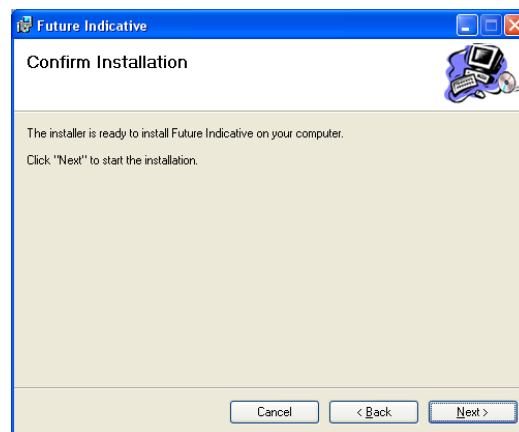 Future Indicative
Confirm Installation
The installer is ready to install Future Indicative on your computer.
Click "Next" to start the installation.
Cancel
< Back
Next >